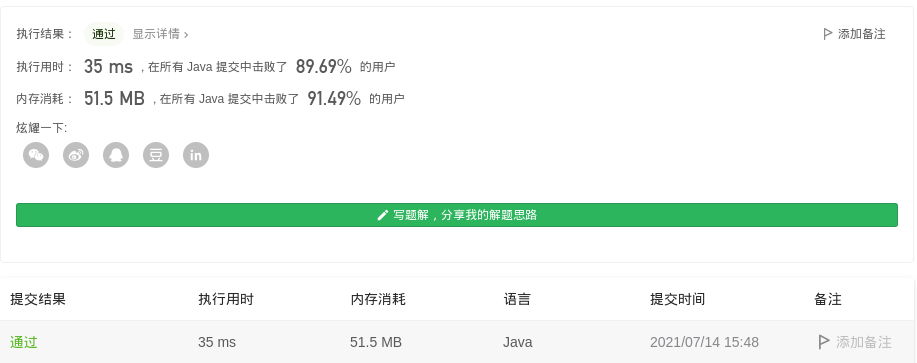 执行结果： 通过 显示详情 › 添加备注
执行用时： 35 ms , 在所有 Java 提交中击败了 89.69% 的用户
内存消耗： 51.5 MB , 在所有 Java 提交中击败了 91.49% 的用户
炫耀一下:
豆 in
写题解，分享我的解题思路
提交结果 执行用时 内存消耗 语言 提交时间 备注
通过 35 ms 51.5 MB Java 2021/07/14 15:48 添加备注